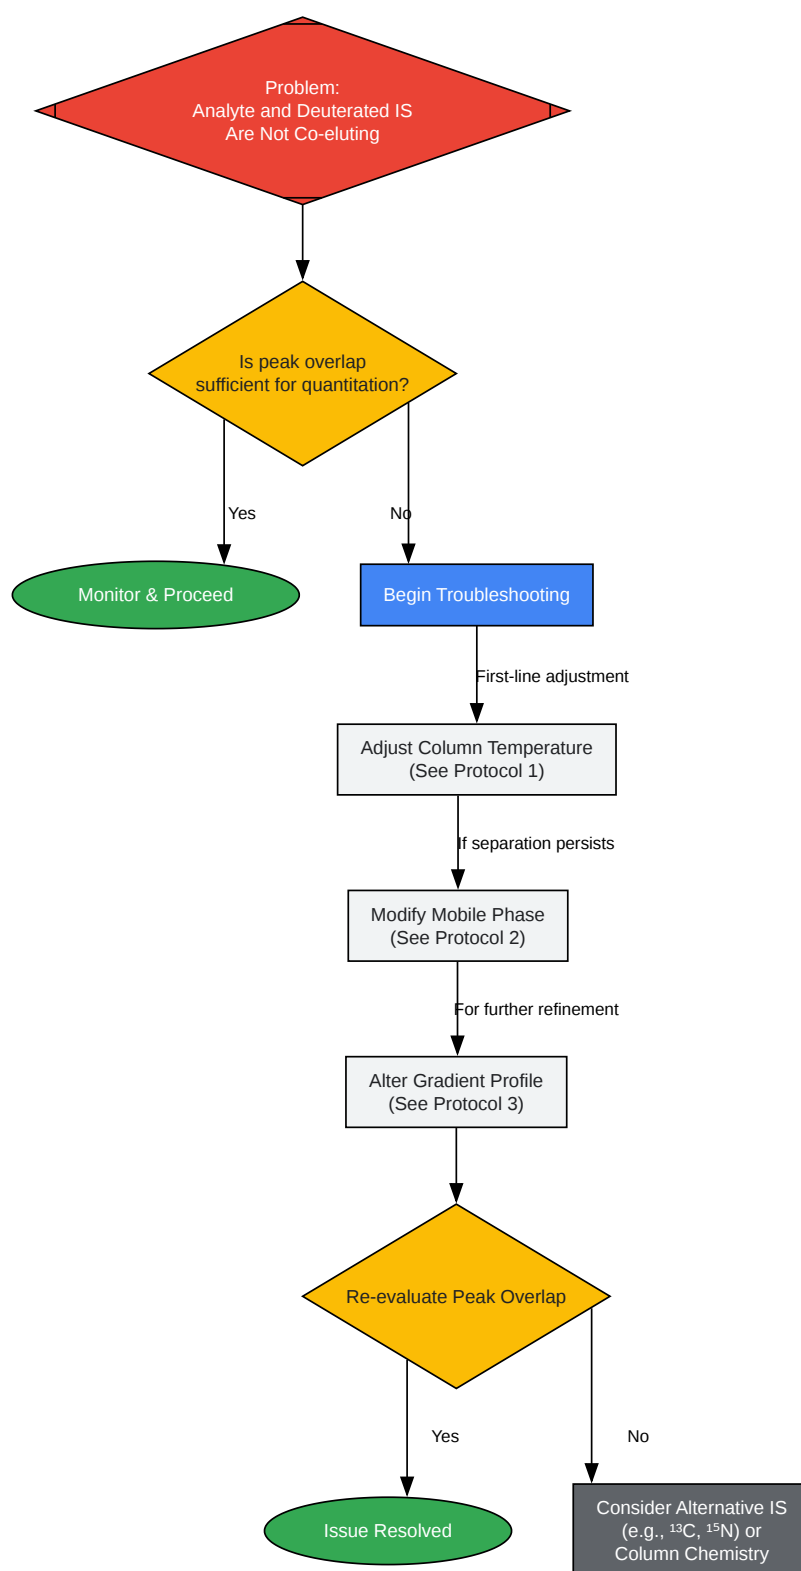 Problem:
Analyte and Deuterated IS
Are Not Co-eluting
Is peak overlap
sufficient for quantitation?
Yes
No
Monitor & Proceed
Begin Troubleshooting
First-line adjustment
Adjust Column Temperature
(See Protocol 1)
If separation persists
Modify Mobile Phase
(See Protocol 2)
For further refinement
Alter Gradient Profile
(See Protocol 3)
Re-evaluate Peak Overlap
Yes
No
Issue Resolved
Consider Alternative IS
(e.g., ¹³C, ¹⁵N) or
Column Chemistry